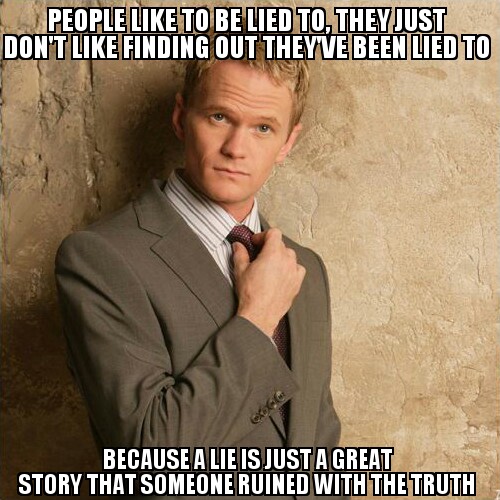 PEOPLE LIKE TO BE LIED TO, THEY JUST
DON'T LIKE FINDING OUT THEY'VE BEEN LIED TO
BECAUSE A LIE IS JUST A GREAT
STORY THAT SOMEONE RUINED WITH THE TRUTH